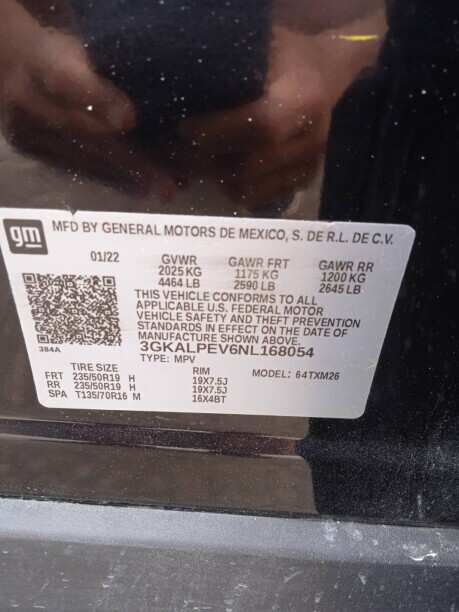 gm MFD BY GENERAL MOTORS DE MEXICO, S. DE R.L. DE C.V.
01/22 GVWR GAWR FRT GAWR RR
2025 KG 1175 KG 1200 KG
4464 LB 2590 LB 2645 LB
THIS VEHICLE CONFORMS TO ALL
APPLICABLE U.S. FEDERAL MOTOR
VEHICLE SAFETY AND THEFT PREVENTION
STANDARDS IN EFFECT ON THE DATE OF
MANUFACTURE SHOWN ABOVE.
384A 3GKALPEV6NL168054
TYPE: MPV
TIRE SIZE RIM MODEL: 64TXM26
FRT 235/50R19 H 19X7.5J
RR 235/50R19 H 19X7.5J
SPA T135/70R16 M 16X4BT